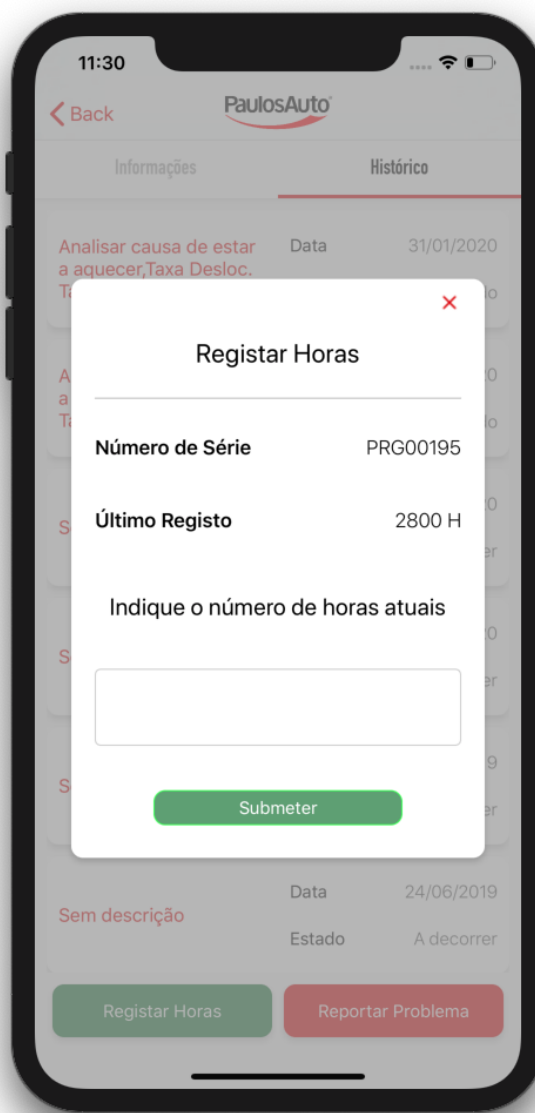 11:30
Back
PaulosAuto
Informações
Histórico
Analisar causa de estar
a aquecer,Taxa Desloc.
Data
31/01/2020
Registar Horas
Número de Série
PRG00195
Último Registo
2800 H
Indique o número de horas atuais
Submeter
Sem descrição
Data
24/06/2019
Estado
A decorrer
Registar Horas
Reportar Problema